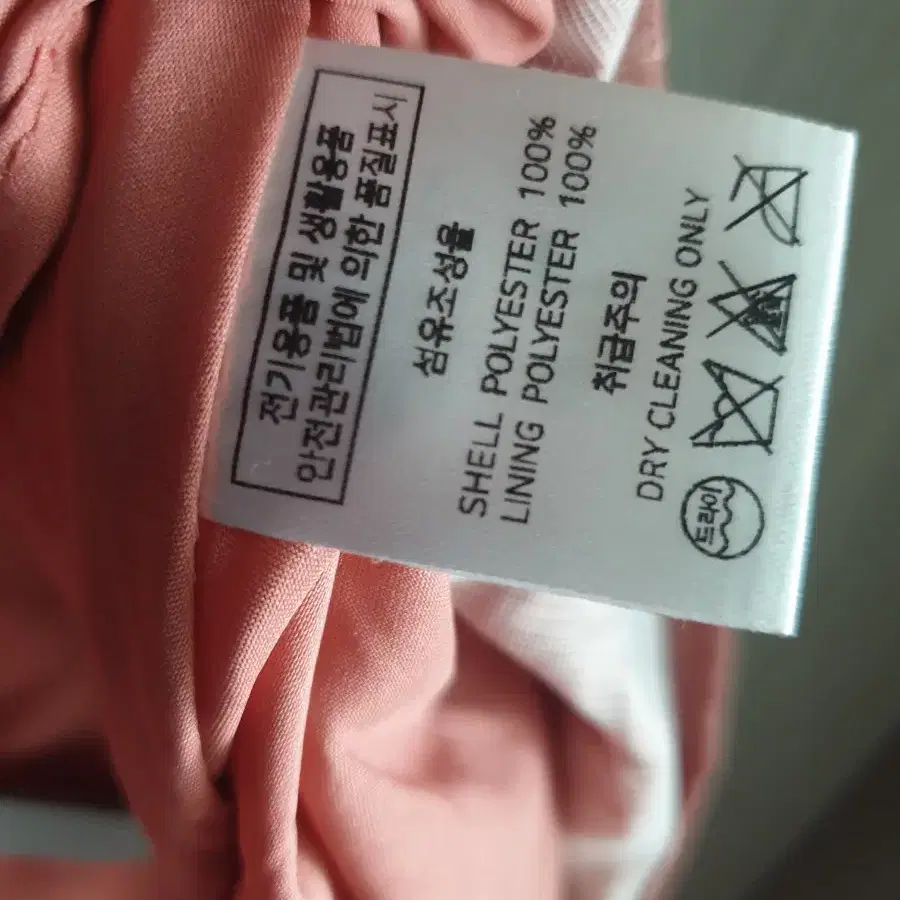 전기용품 및 생활용품
안전관리법에 의한 품질표시
섬유조성율
SHELL POLYESTER 100%
LINING POLYESTER 100%
취급주의
DRY CLEANING ONLY
드라이